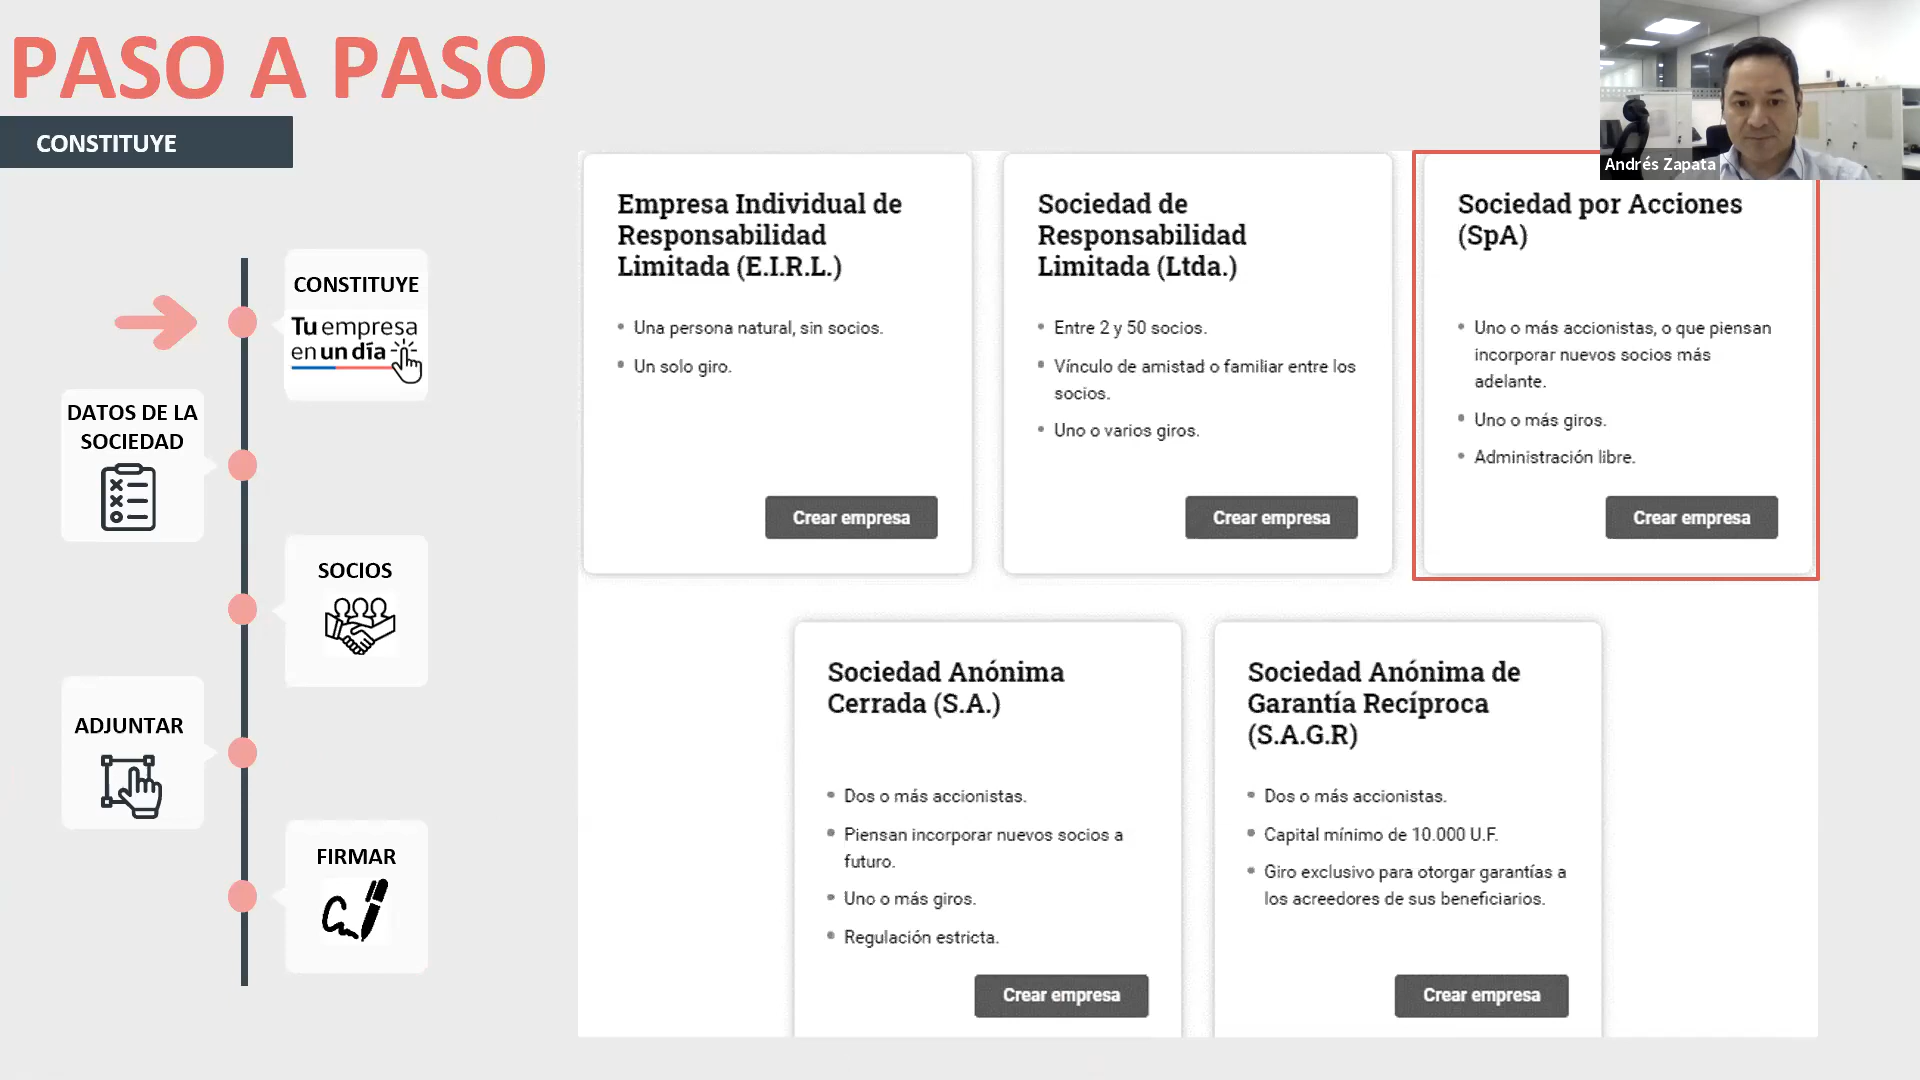 PASO A PASO
CONSTITUYE
CONSTITUYE
Tu empresa
en un día
DATOS DE LA
SOCIEDAD
SOCIOS
ADJUNTAR
FIRMAR
Empresa Individual de
Responsabilidad
Limitada (E.I.R.L.)
Una persona natural, sin socios.
Un solo giro.
Crear empresa
Sociedad de
Responsabilidad
Limitada (Ltda.)
Entre 2 y 50 socios.
Vínculo de amistad o familiar entre los
socios.
Uno o varios giros.
Crear empresa
Andrés Zapata
Sociedad por Acciones
(SpA)
Uno o más accionistas, o que piensan
incorporar nuevos socios más
adelante.
Uno o más giros.
Administración libre.
Crear empresa
Sociedad Anónima
Cerrada (S.A.)
Dos o más accionistas.
Piensan incorporar nuevos socios a
futuro.
Uno o más giros.
Regulación estricta.
Crear empresa
Sociedad Anónima de
Garantía Recíproca
(S.A.G.R)
Dos o más accionistas.
Capital mínimo de 10.000 U.F.
Giro exclusivo para otorgar garantías a
los acreedores de sus beneficiarios.
Crear empresa